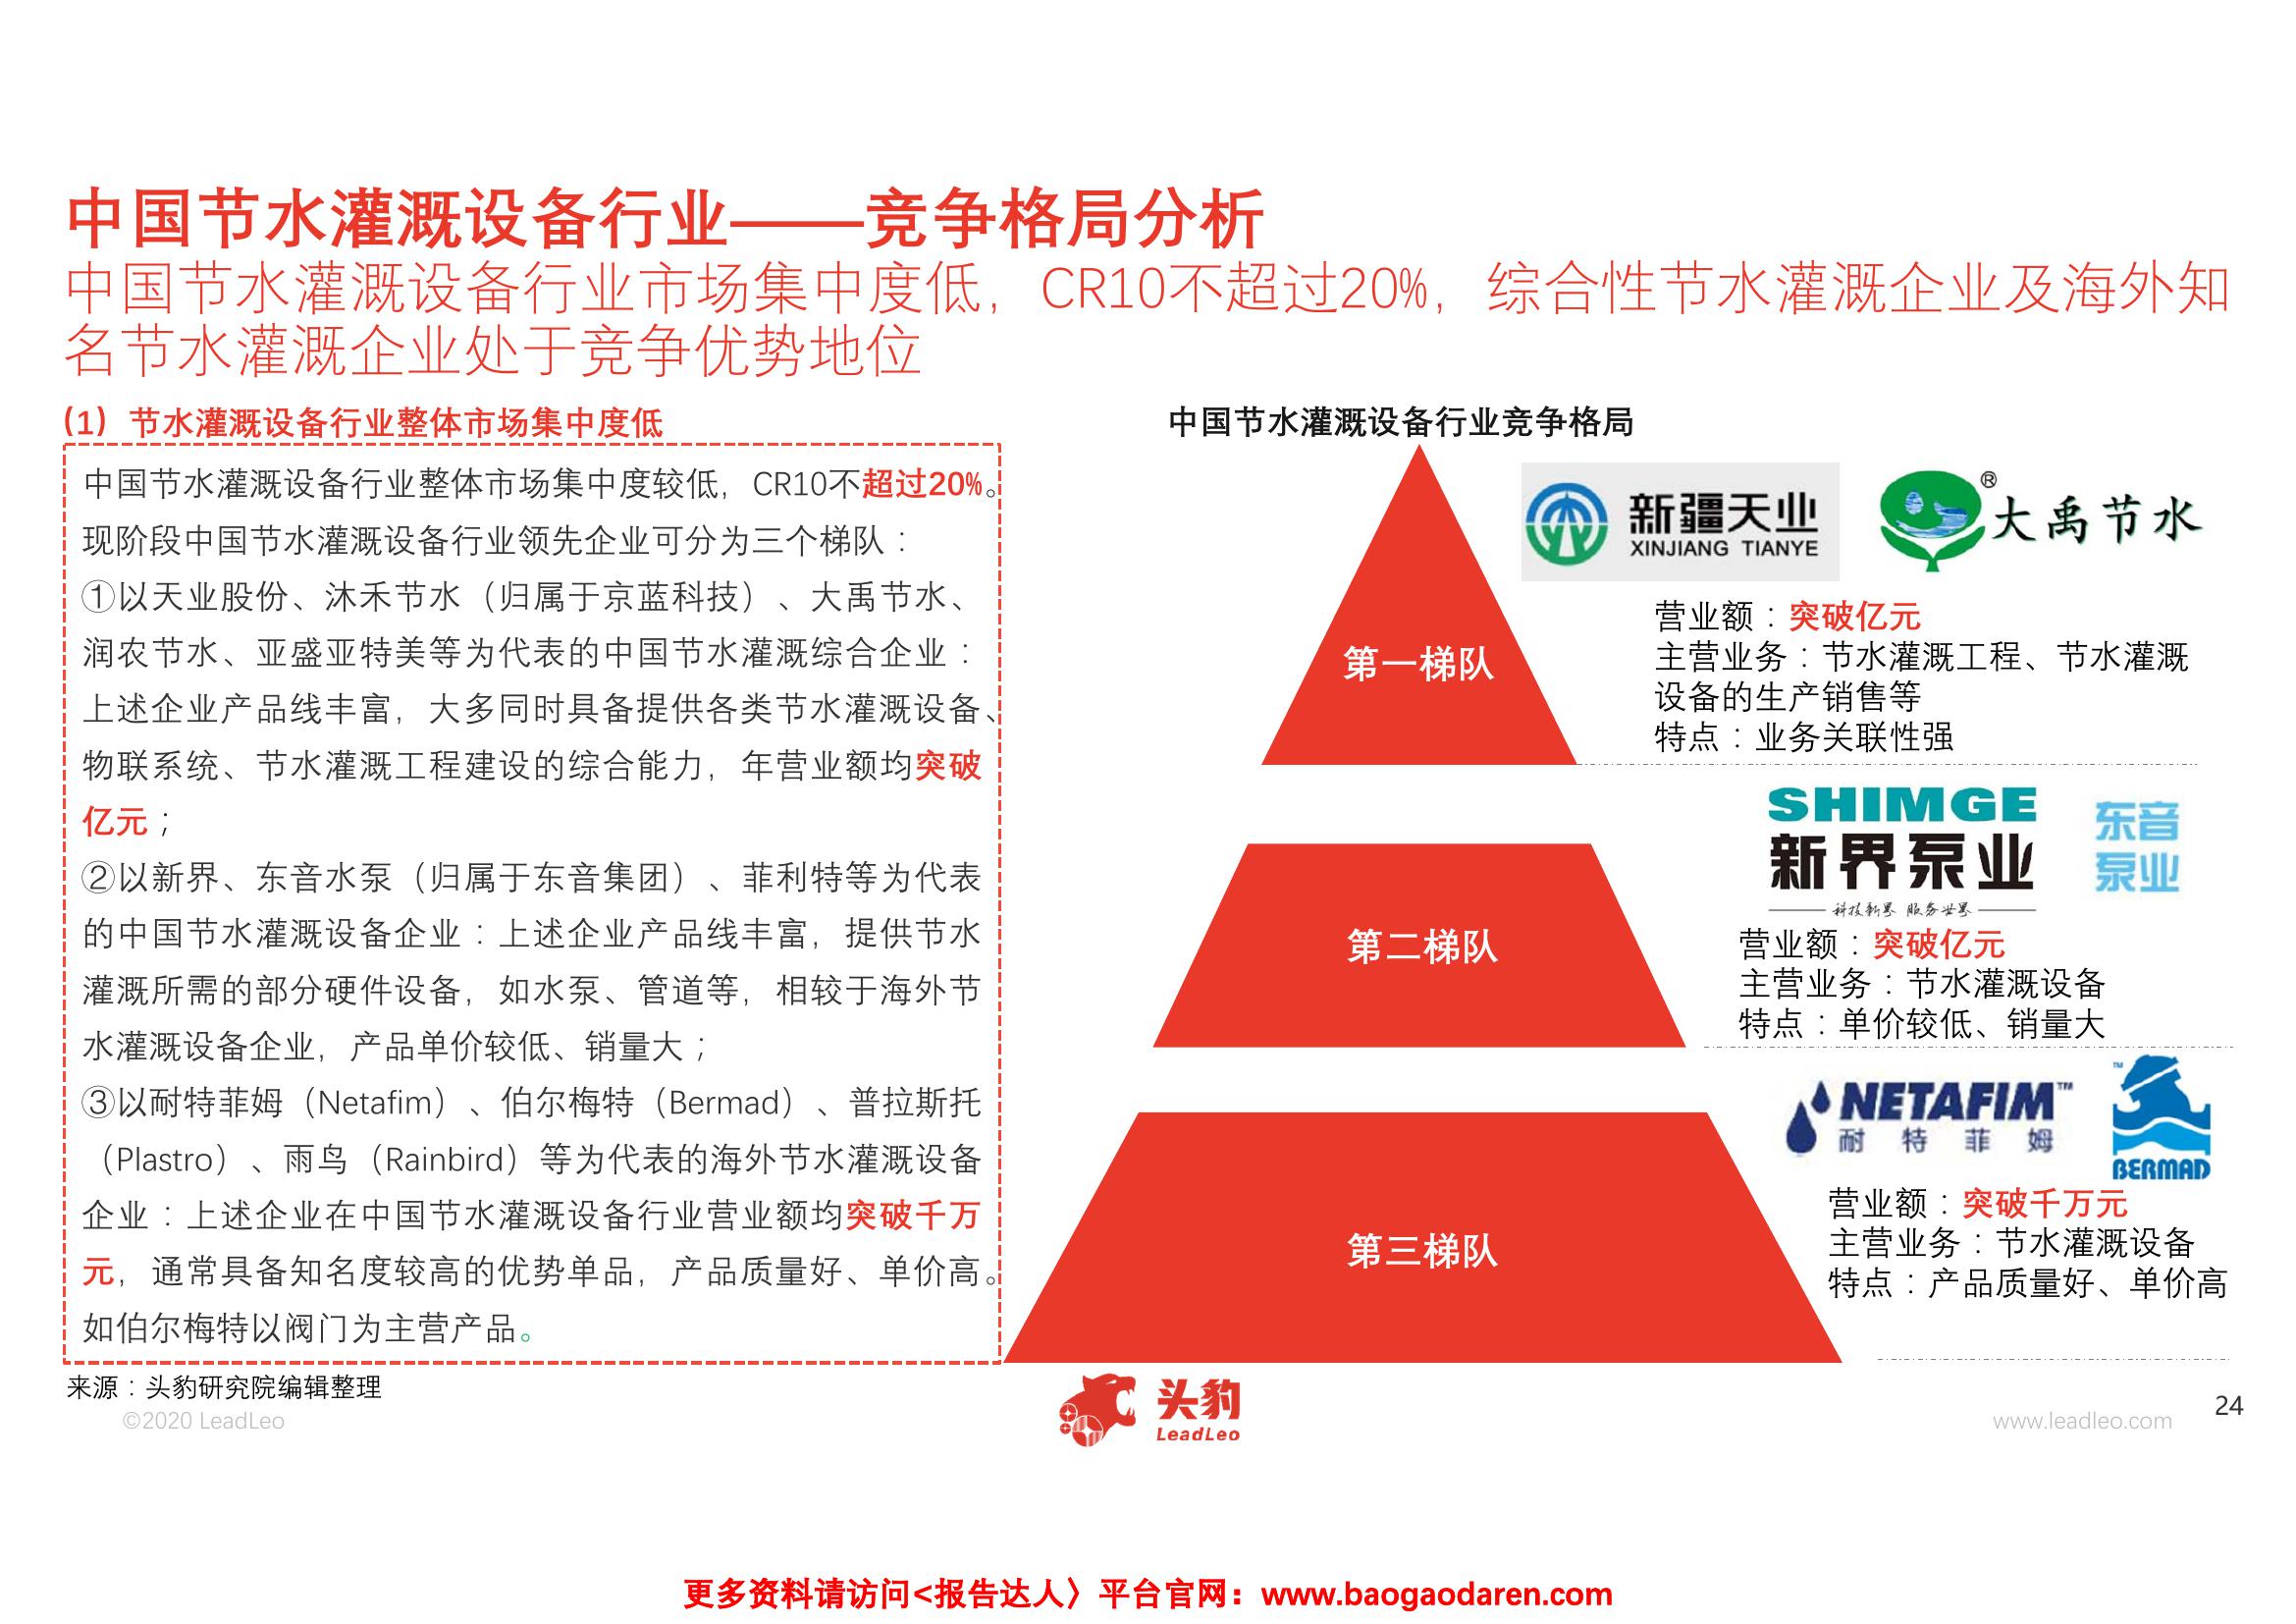 中国节水灌溉设备行业——竞争格局分析
中国节水灌溉设备行业市场集中度低，CR10不超过20%，综合性节水灌溉企业及海外知
名节水灌溉企业处于竞争优势地位
(1) 节水灌溉设备行业整体市场集中度低
中国节水灌溉设备行业整体市场集中度较低，CR10不超过20%。
现阶段中国节水灌溉设备行业领先企业可分为三个梯队：
①以天业股份、沐禾节水（归属于京蓝科技）、大禹节水、
润农节水、亚盛亚特美等为代表的中国节水灌溉综合企业：
上述企业产品线丰富，大多同时具备提供各类节水灌溉设备、
物联系统、节水灌溉工程建设的综合能力，年营业额均突破
亿元；
②以新界、东音水泵（归属于东音集团）、菲利特等为代表
的中国节水灌溉设备企业：上述企业产品线丰富，提供节水
灌溉所需的部分硬件设备，如水泵、管道等，相较于海外节
水灌溉设备企业，产品单价较低、销量大；
③以耐特菲姆（Netafim）、伯尔梅特（Bermad）、普拉斯托
（Plastro）、雨鸟（Rainbird）等为代表的海外节水灌溉设备
企业：上述企业在中国节水灌溉设备行业营业额均突破千万
元，通常具备知名度较高的优势单品，产品质量好、单价高。
如伯尔梅特以阀门为主营产品。
中国节水灌溉设备行业竞争格局
第一梯队
新疆天业
XINJIANG TIANYE
®
大禹节水
营业额：突破亿元
主营业务：节水灌溉工程、节水灌溉
设备的生产销售等
特点：业务关联性强
第二梯队
SHIMGE
新界泵业
科技新界 服务世界
东音
泵业
营业额：突破亿元
主营业务：节水灌溉设备
特点：单价较低、销量大
第三梯队
NETAFIM™
耐特菲姆
™
BERMAD
营业额：突破千万元
主营业务：节水灌溉设备
特点：产品质量好、单价高
来源：头豹研究院编辑整理
©2020 LeadLeo
头豹
LeadLeo
www.leadleo.com
24
更多资料请访问<报告达人〉平台官网：www.baogaodaren.com